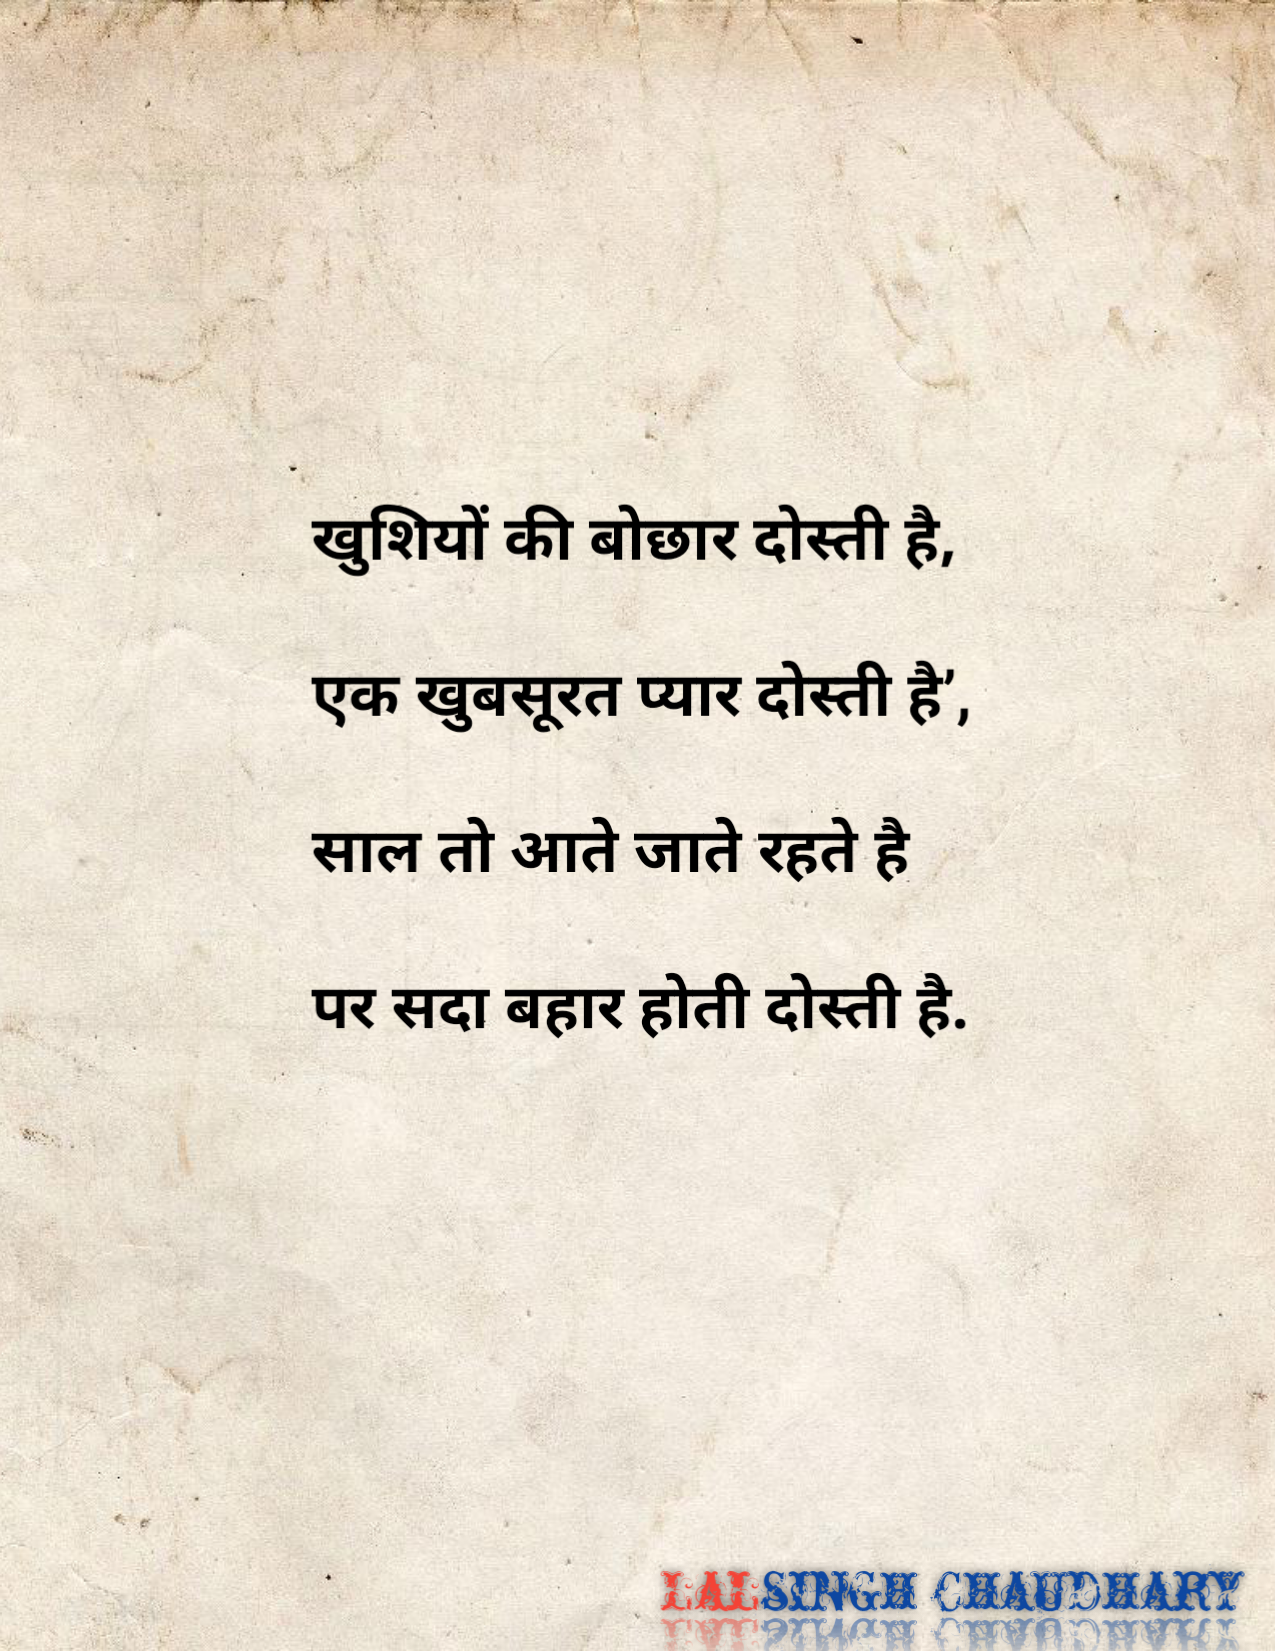 खुशियों की बोछार दोस्ती है,
एक खुबसूरत प्यार दोस्ती है’,
साल तो आते जाते रहते है
पर सदा बहार होती दोस्ती है.
LALSINGH CHAUDHARY